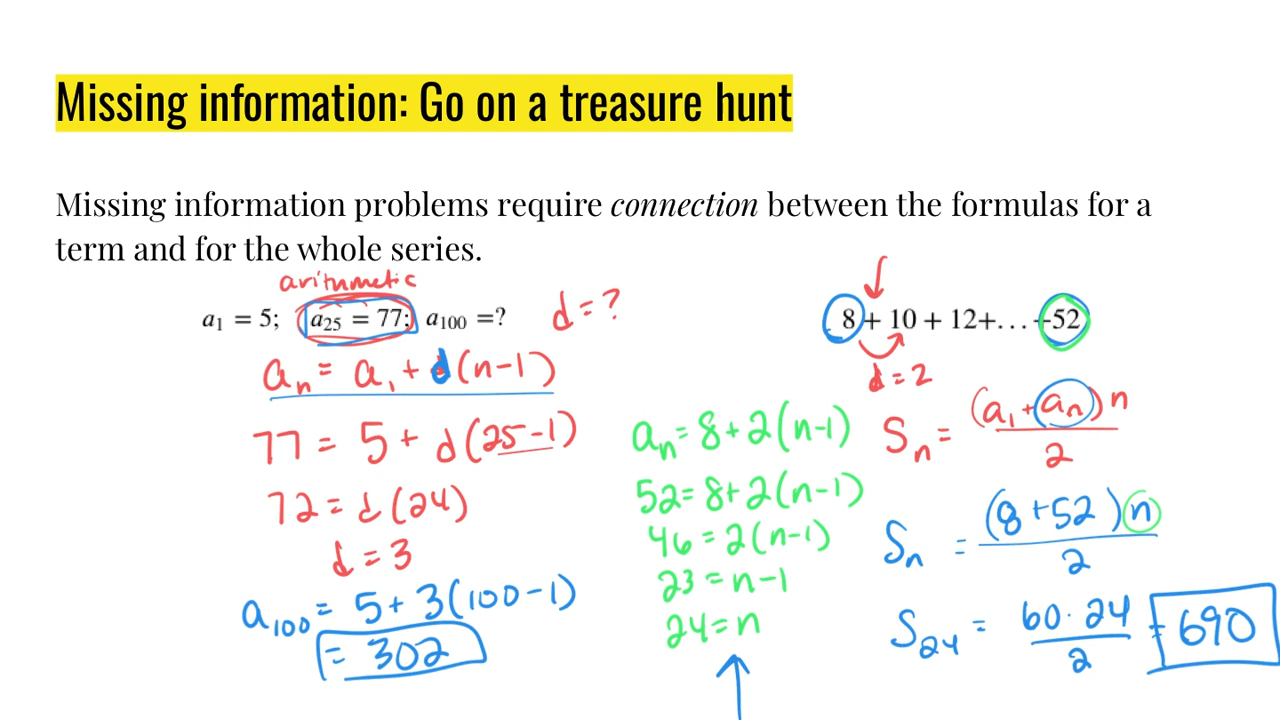 Missing information: Go on a treasure hunt
Missing information problems require connection between the formulas for a
term and for the whole series.
aritmetic
a₁ = 5; a₂₅ = 77; a₁₀₀ =? d = ?
aₙ = a₁ + d(n-1)
77 = 5 + d(25-1)
72 = d(24)
d = 3
a₁₀₀ = 5 + 3(100-1)
= 302
8 + 10 + 12+. . . +52
d = 2
aₙ = 8+2(n-1)
52 = 8+2(n-1)
46 = 2(n-1)
23 = n-1
24 = n
Sₙ = (a₁+aₙ)n / 2
Sₙ = (8+52)n / 2
S₂₄ = 60·24 / 2 = 690